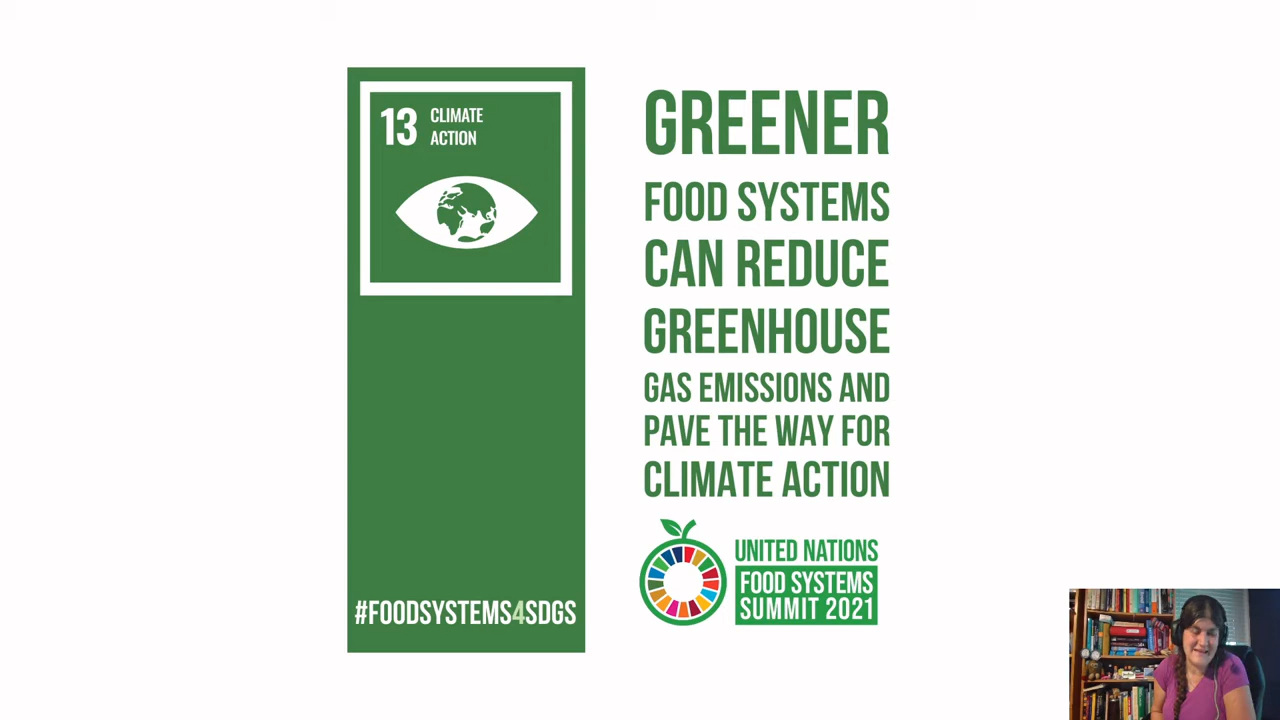 13 CLIMATE
ACTION
#FOODSYSTEMS4SDGS
GREENER
FOOD SYSTEMS
CAN REDUCE
GREENHOUSE
GAS EMISSIONS AND
PAVE THE WAY FOR
CLIMATE ACTION
UNITED NATIONS
FOOD SYSTEMS
SUMMIT 2021